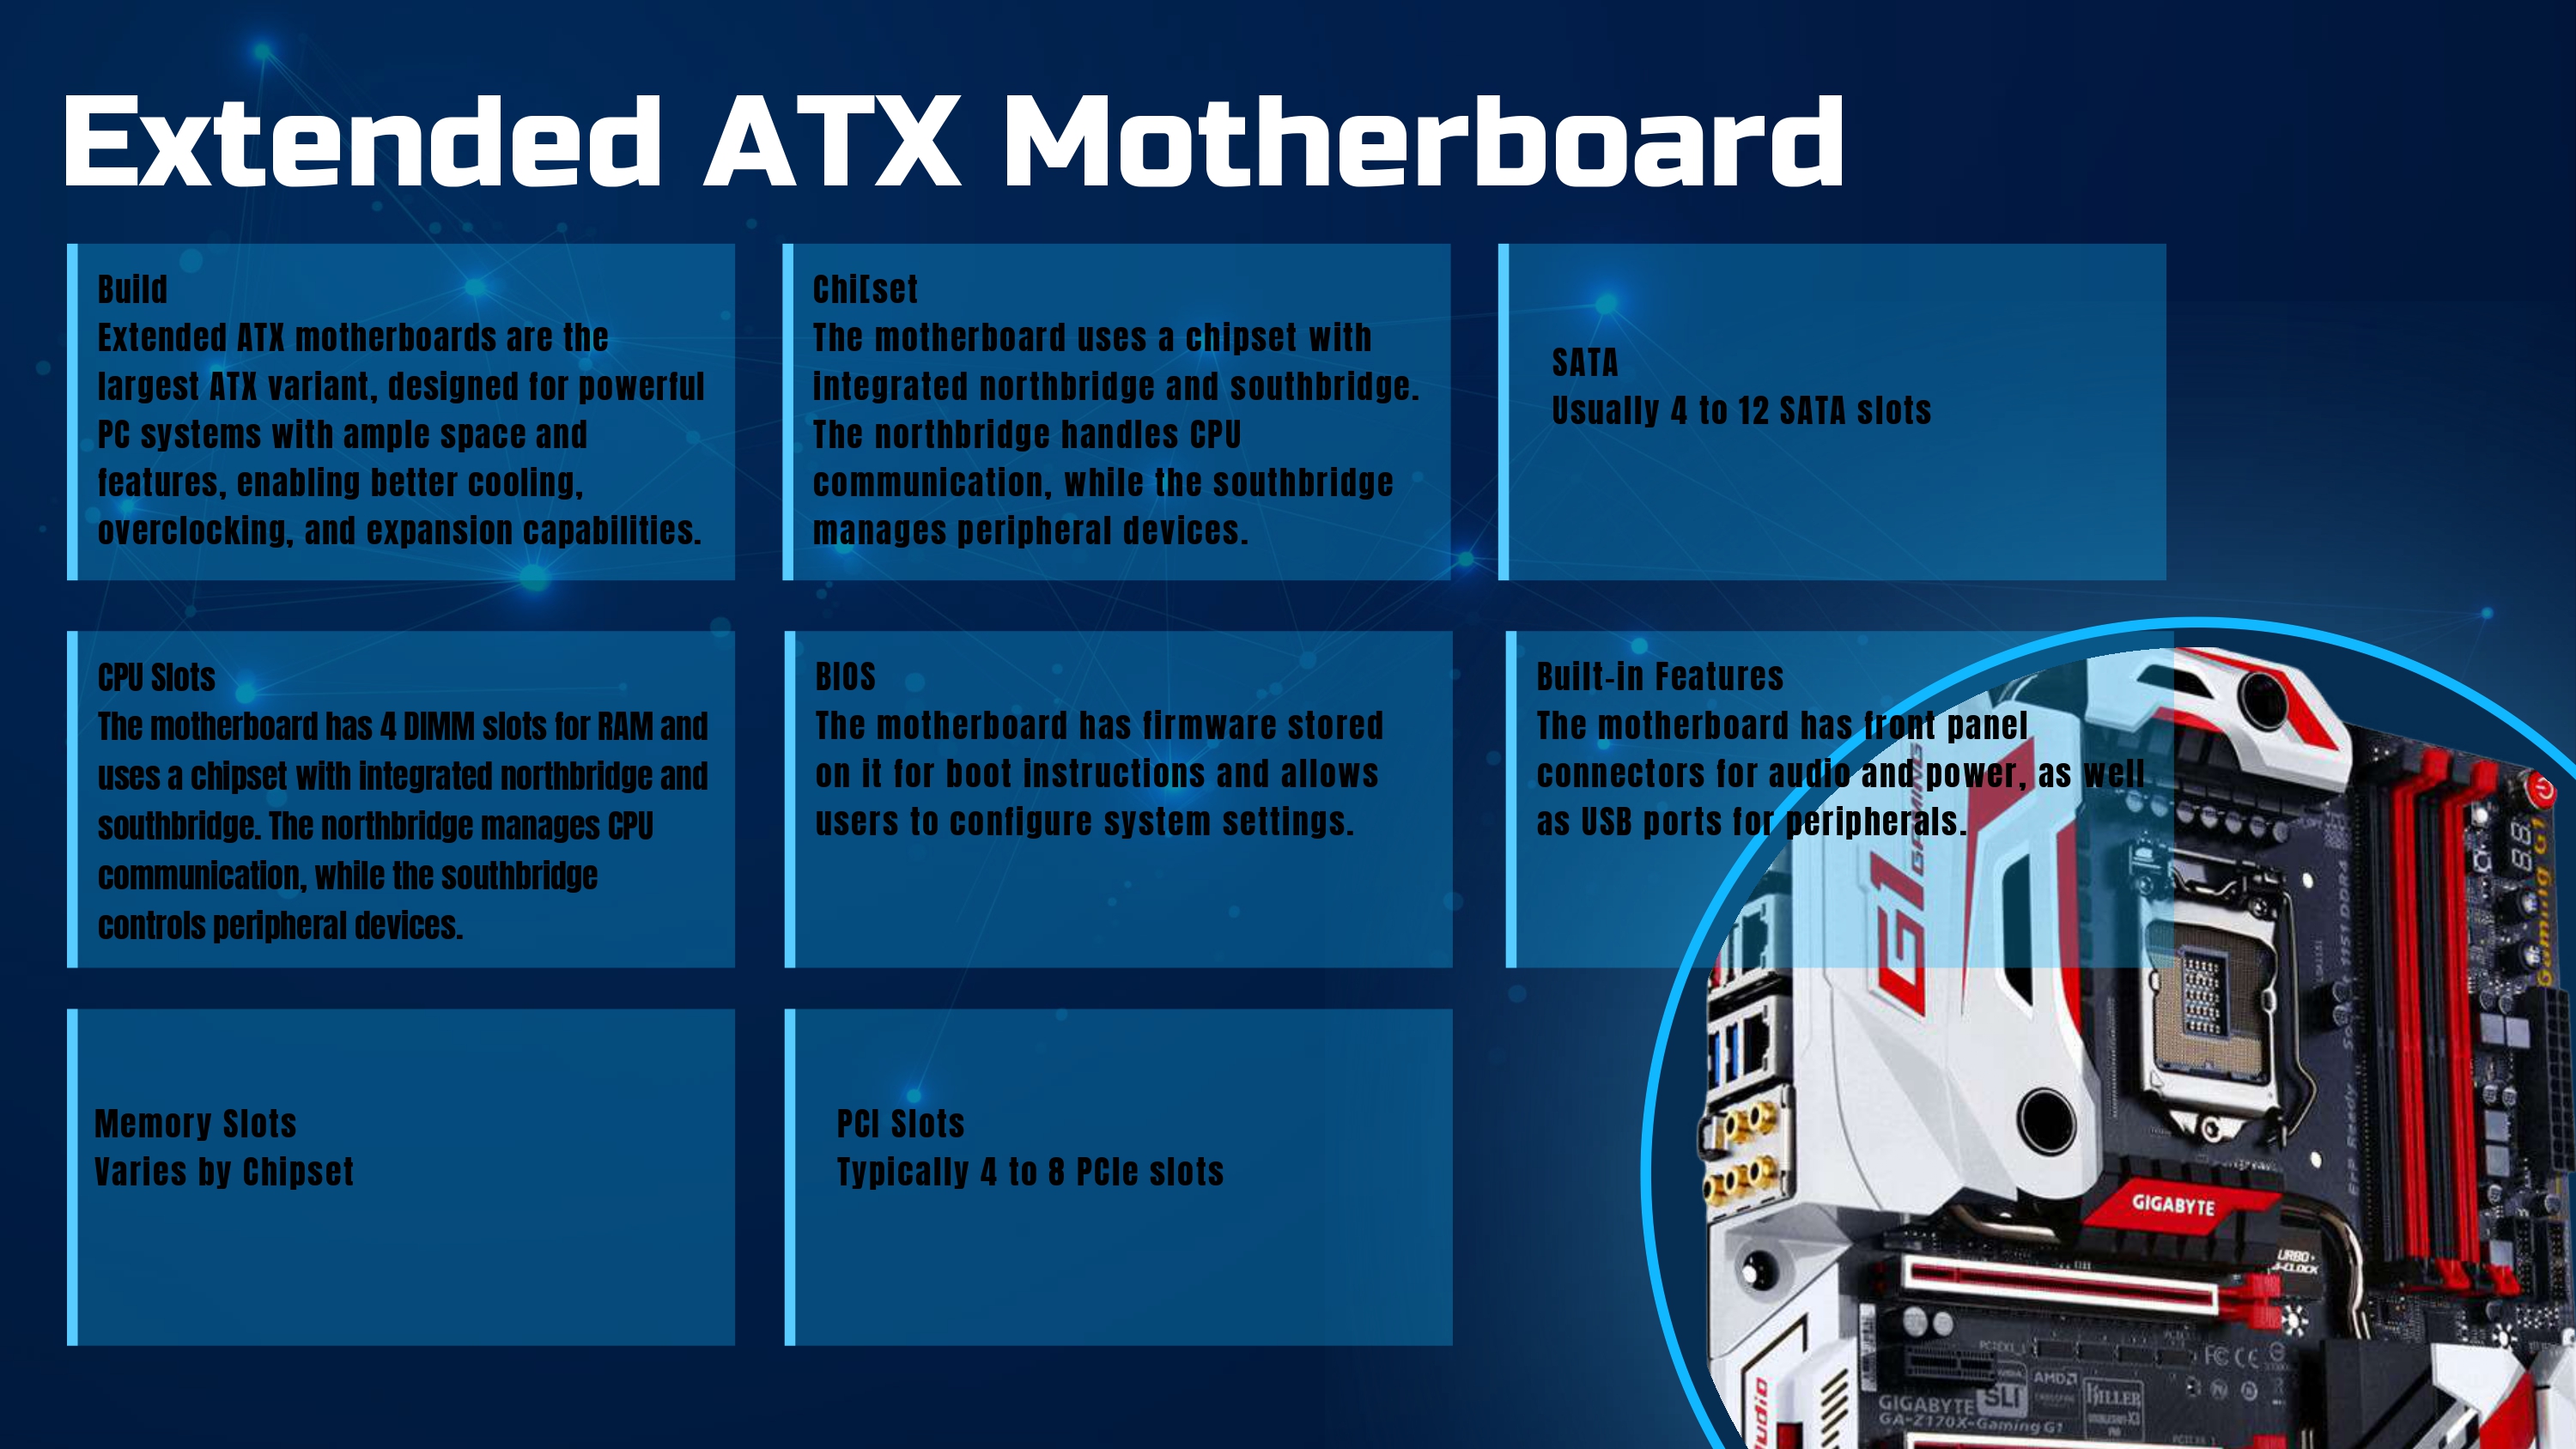 Extended ATX Motherboard
Build
Extended ATX motherboards are the
largest ATX variant, designed for powerful
PC systems with ample space and
features, enabling better cooling,
overclocking, and expansion capabilities.
Chi[set
The motherboard uses a chipset with
integrated northbridge and southbridge.
The northbridge handles CPU
communication, while the southbridge
manages peripheral devices.
SATA
Usually 4 to 12 SATA slots
CPU Slots
The motherboard has 4 DIMM slots for RAM and
uses a chipset with integrated northbridge and
southbridge. The northbridge manages CPU
communication, while the southbridge
controls peripheral devices.
BIOS
The motherboard has firmware stored
on it for boot instructions and allows
users to configure system settings.
Built-in Features
The motherboard has front panel
connectors for audio and power, as well
as USB ports for peripherals.
Memory Slots
Varies by Chipset
PCI Slots
Typically 4 to 8 PCIe slots
G1 GAMING
Gaming G1
GIGABYTE
FC CE
SLI
AMD
KILLER
GIGABYTE
GA-Z170X-Gaming G1